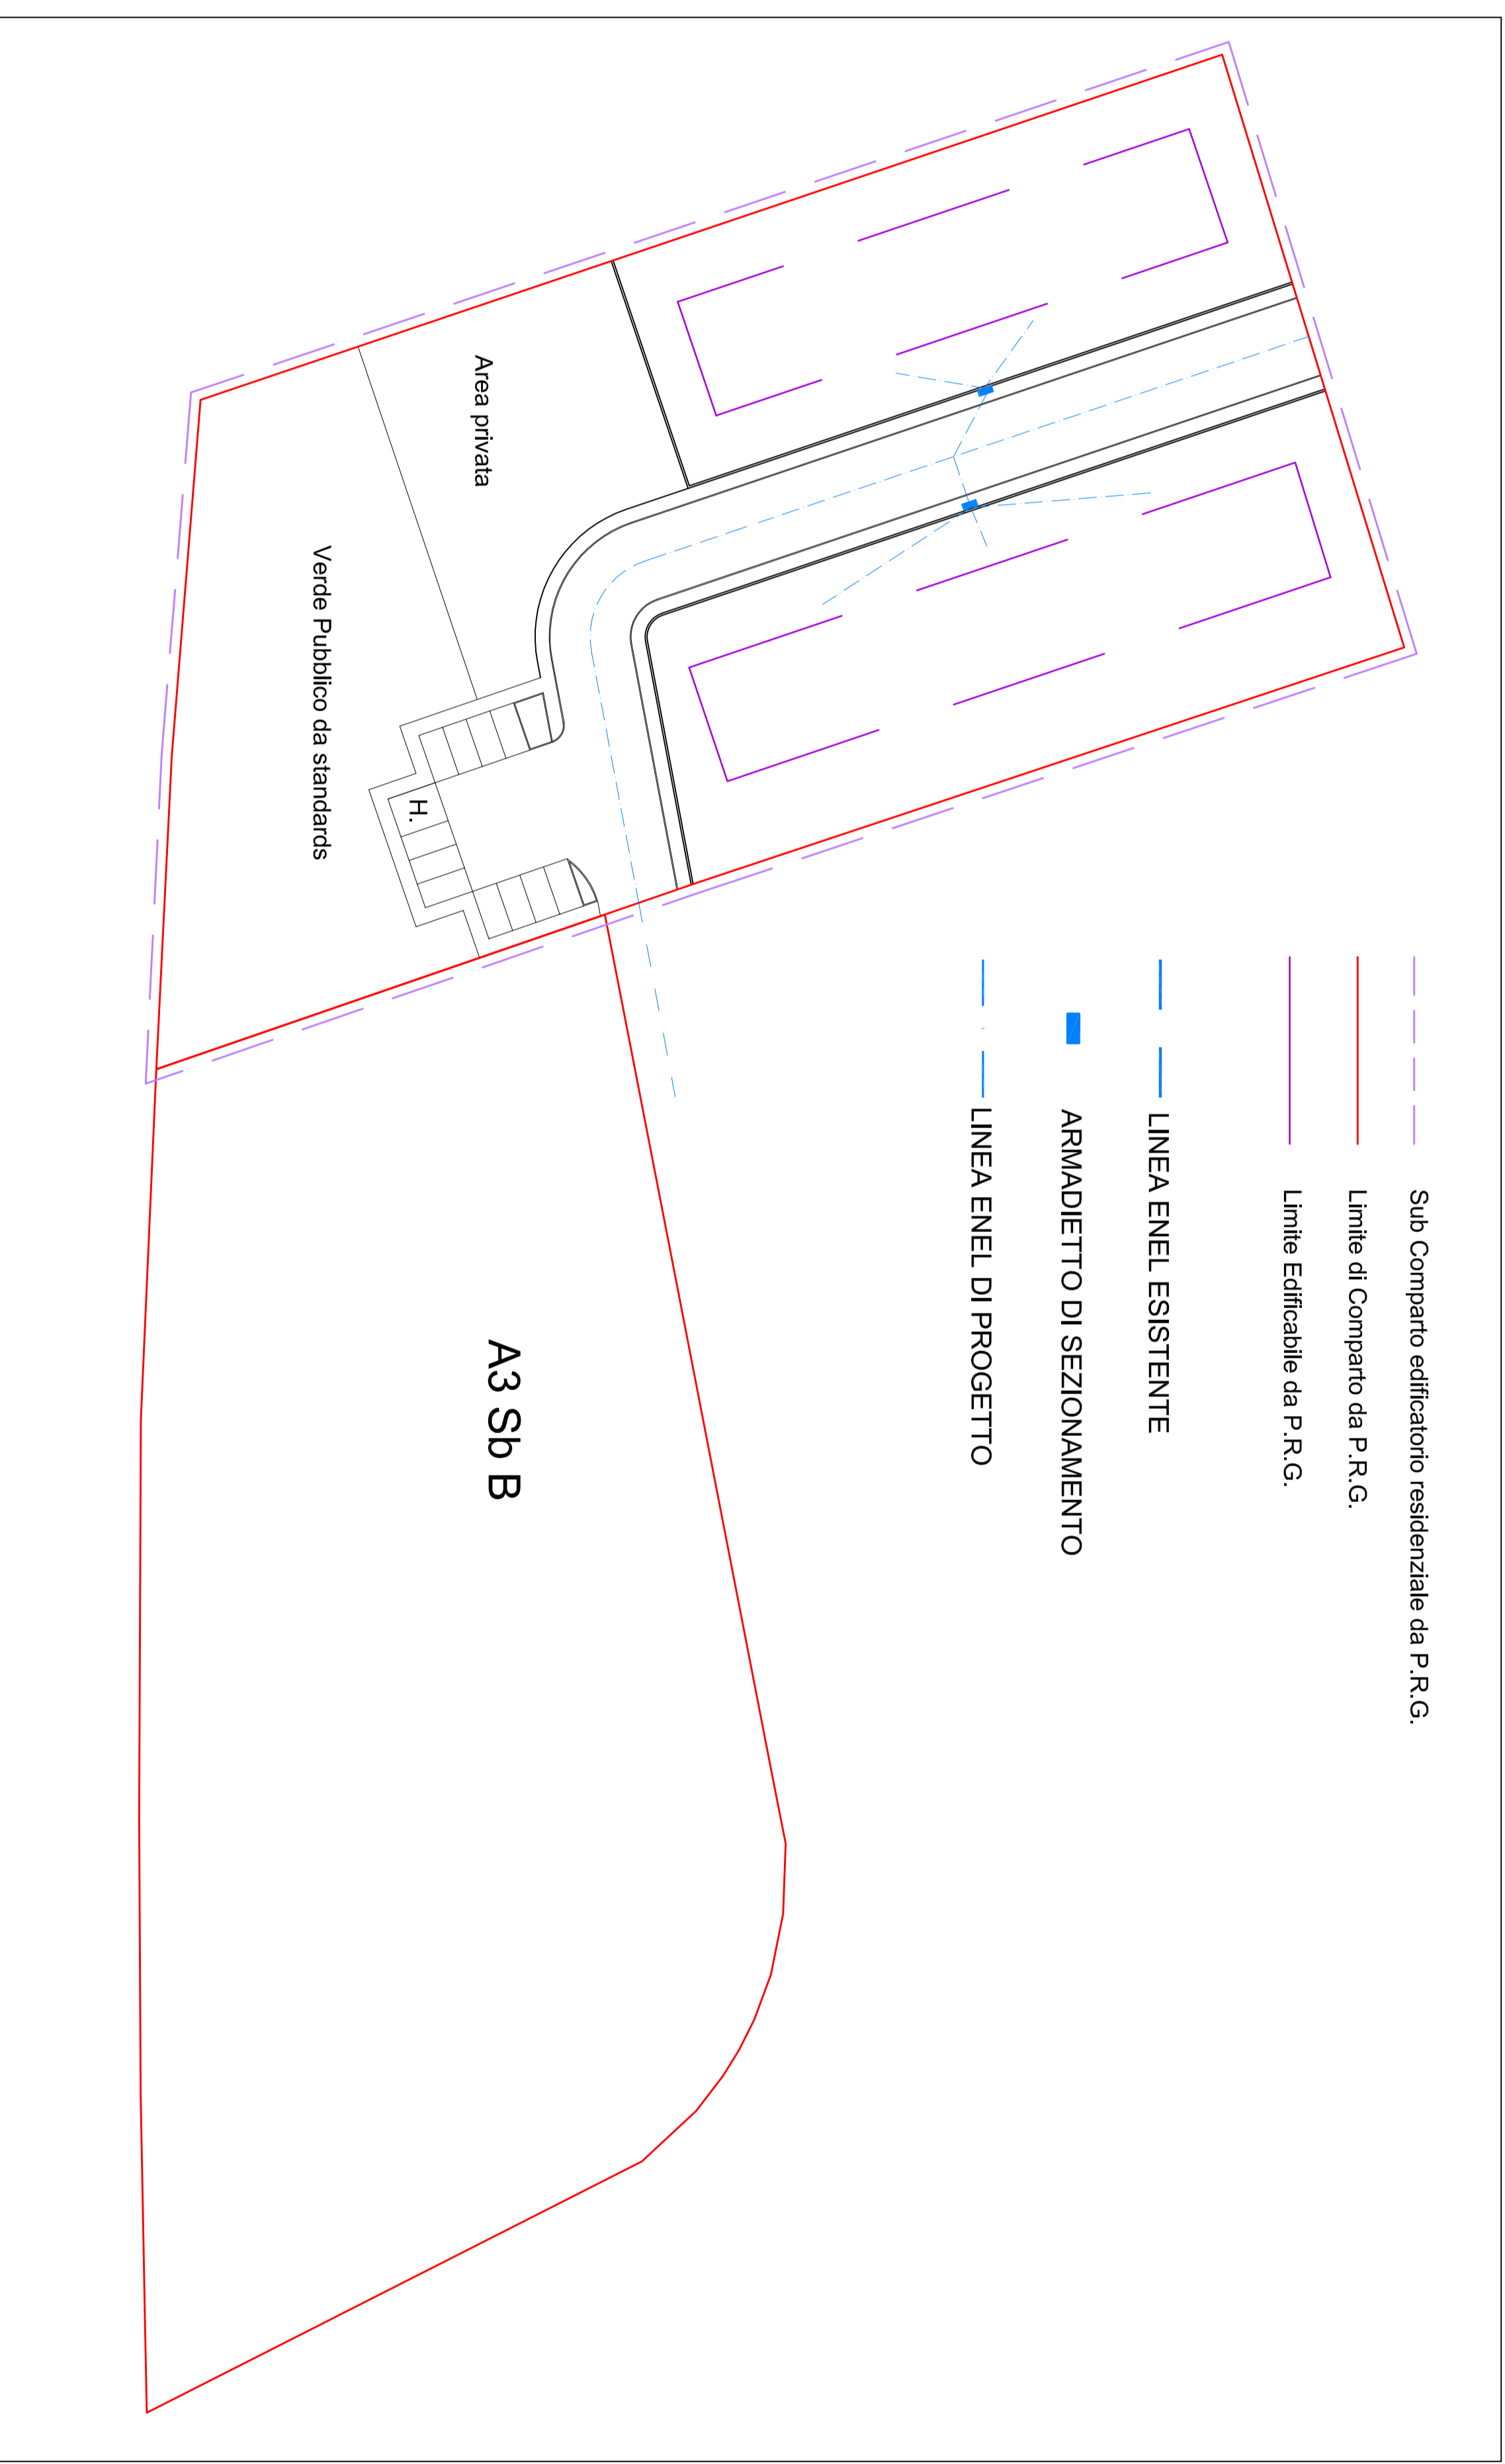 Sub Comparto edificatorio residenziale da P.R.G.
Limite di Comparto da P.R.G.
Limite Edificabile da P.R.G.
LINEA ENEL ESISTENTE
ARMADIETTO DI SEZIONAMENTO
LINEA ENEL DI PROGETTO
Area privata
H.
Verde Pubblico da standards
A3 Sb B